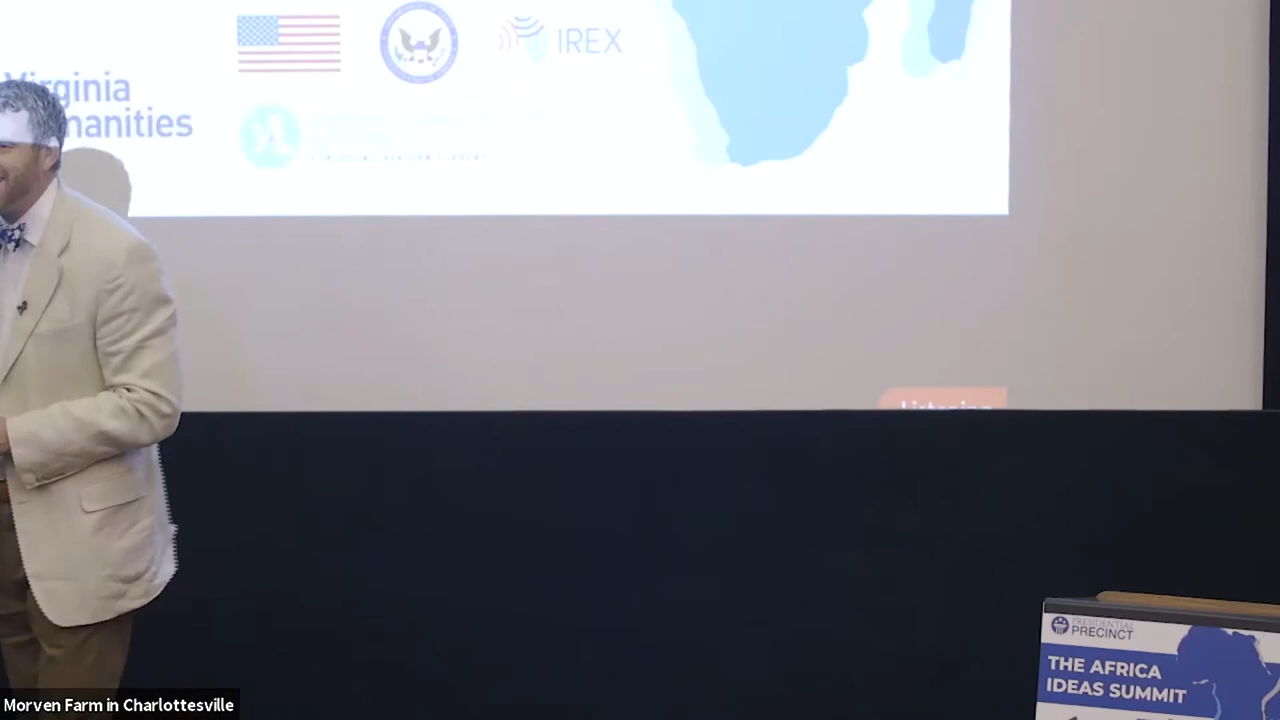 IREX
Virginia
manities
PRESIDENTIAL
PRECINCT
THE AFRICA
IDEAS SUMMIT
Morven Farm in Charlottesville